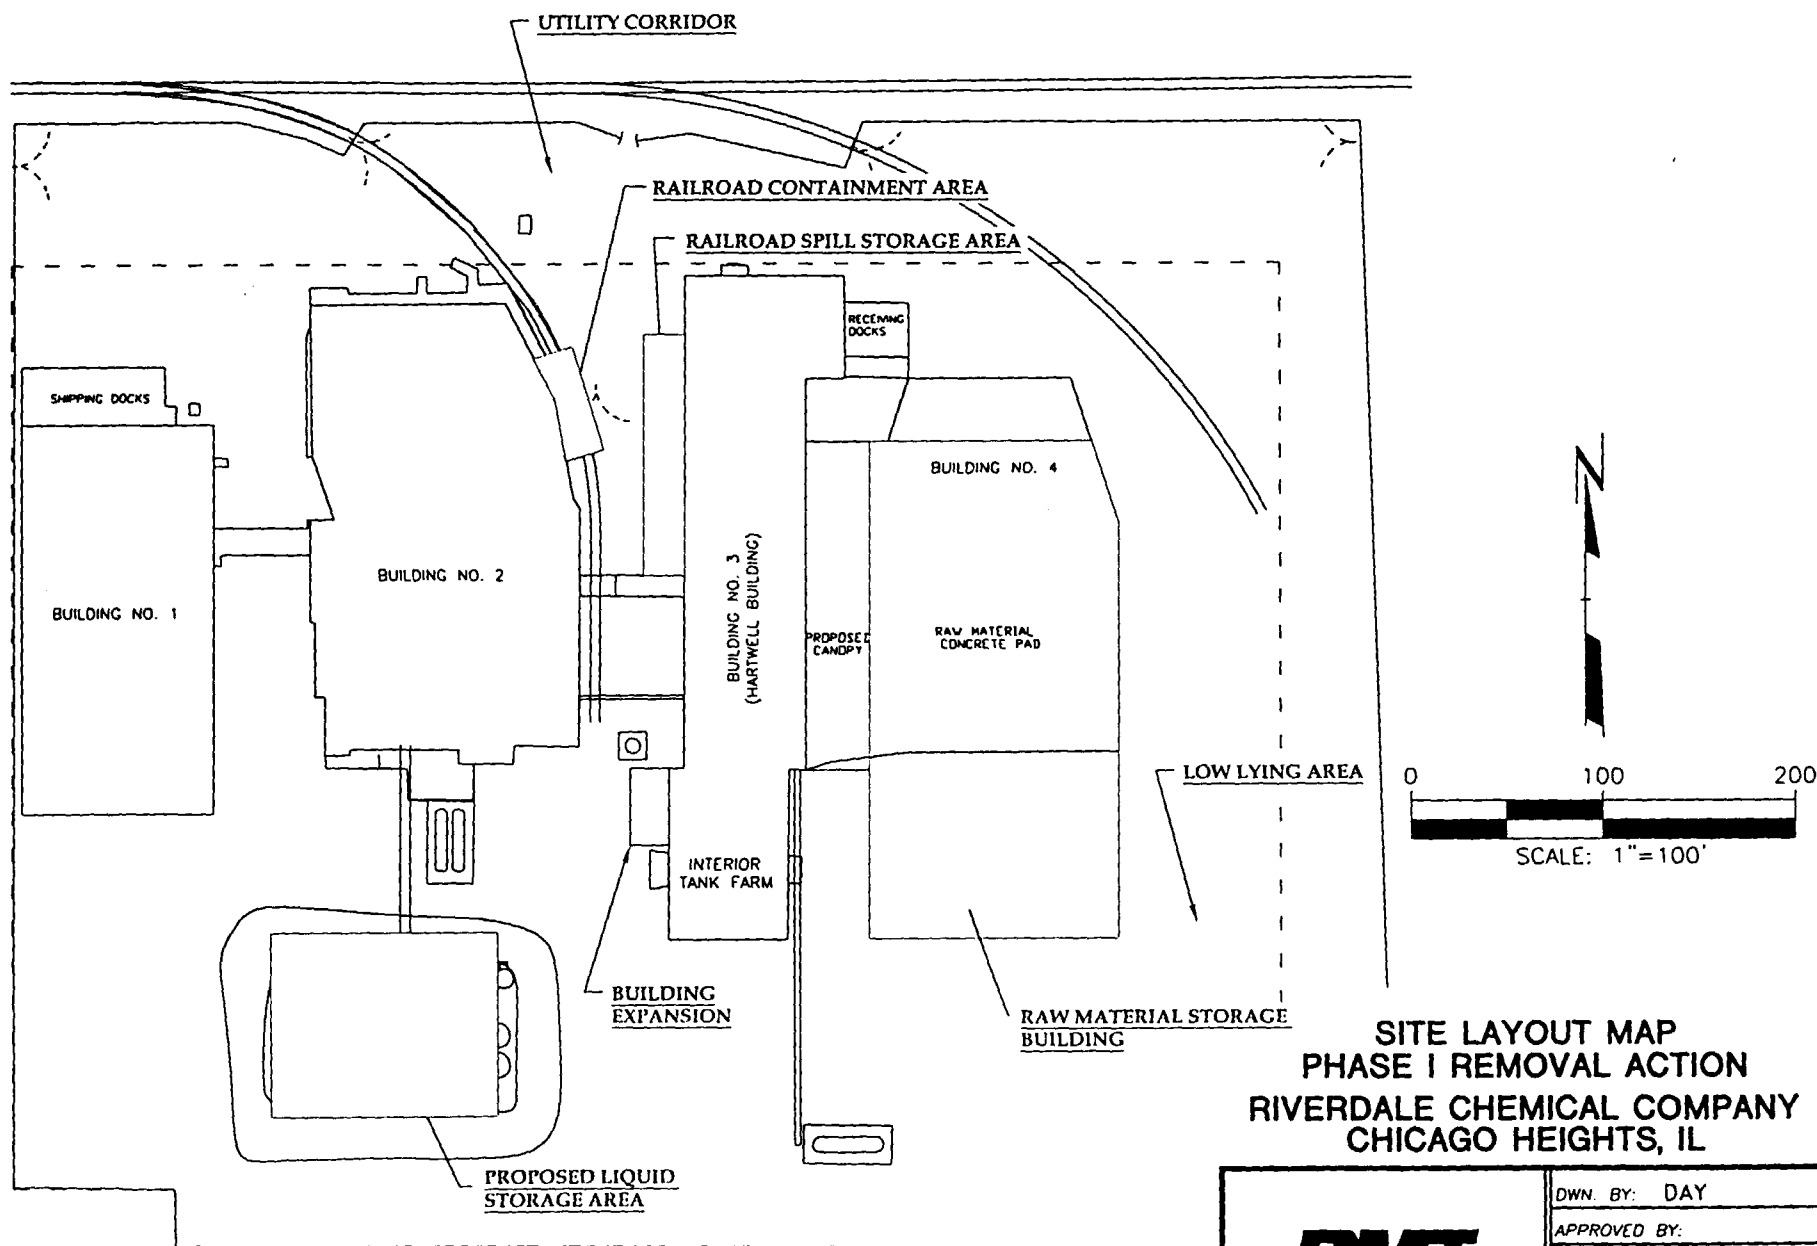 UTILITY CORRIDOR
RAILROAD CONTAINMENT AREA
RAILROAD SPILL STORAGE AREA
RECEIVING
DOCKS
SHIPPING DOCKS
BUILDING NO. 4
BUILDING NO. 2
BUILDING NO. 1
BUILDING NO. 3
(HARTWELL BUILDING)
PROPOSED
CANOPY
RAW MATERIAL
CONCRETE PAD
N
LOW LYING AREA
0 100 200
SCALE: 1"=100'
INTERIOR
TANK FARM
BUILDING
EXPANSION
RAW MATERIAL STORAGE
BUILDING
SITE LAYOUT MAP
PHASE I REMOVAL ACTION
RIVERDALE CHEMICAL COMPANY
CHICAGO HEIGHTS, IL
PROPOSED LIQUID
STORAGE AREA
DWN. BY: DAY
APPROVED BY: